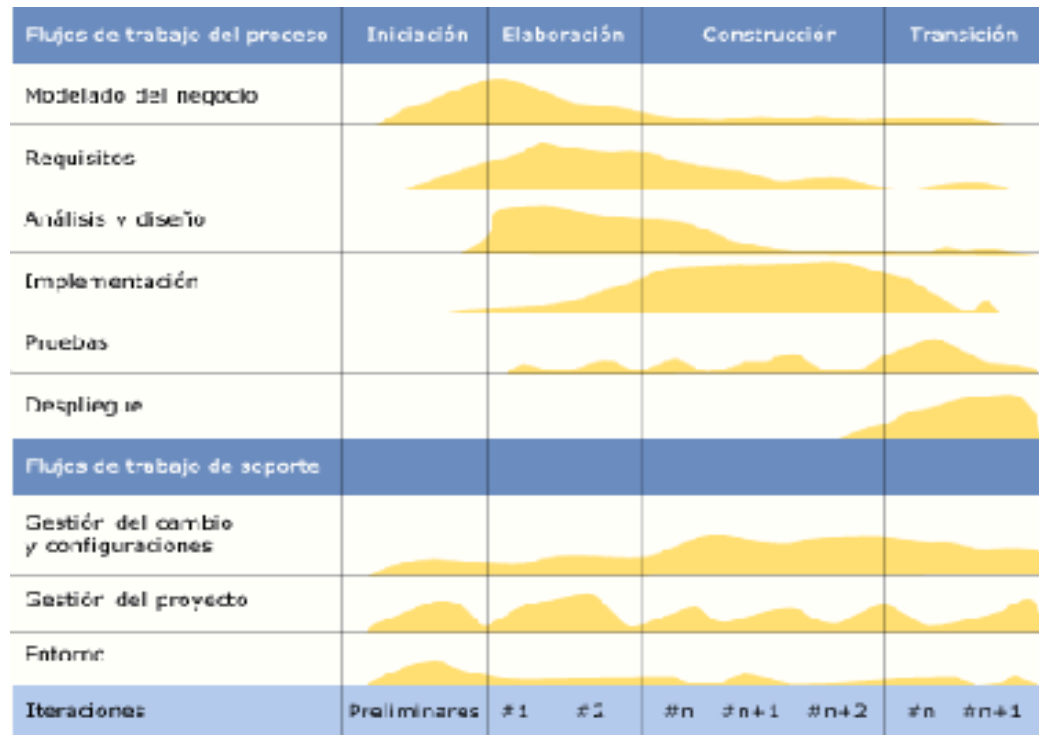 Flujos de trabajo del proceso Iniciación Elaboración Construcción Transición
Modelado del negocio
Requisitos
Análisis y diseño
Implementación
Pruebas
Despliegue
Flujos de trabajo de soporte
Gestión del cambio
y configuraciones
Gestión del proyecto
Entorno
Iteraciones Preliminares #1 #2 #n #n+1 #n+2 #n #n+1